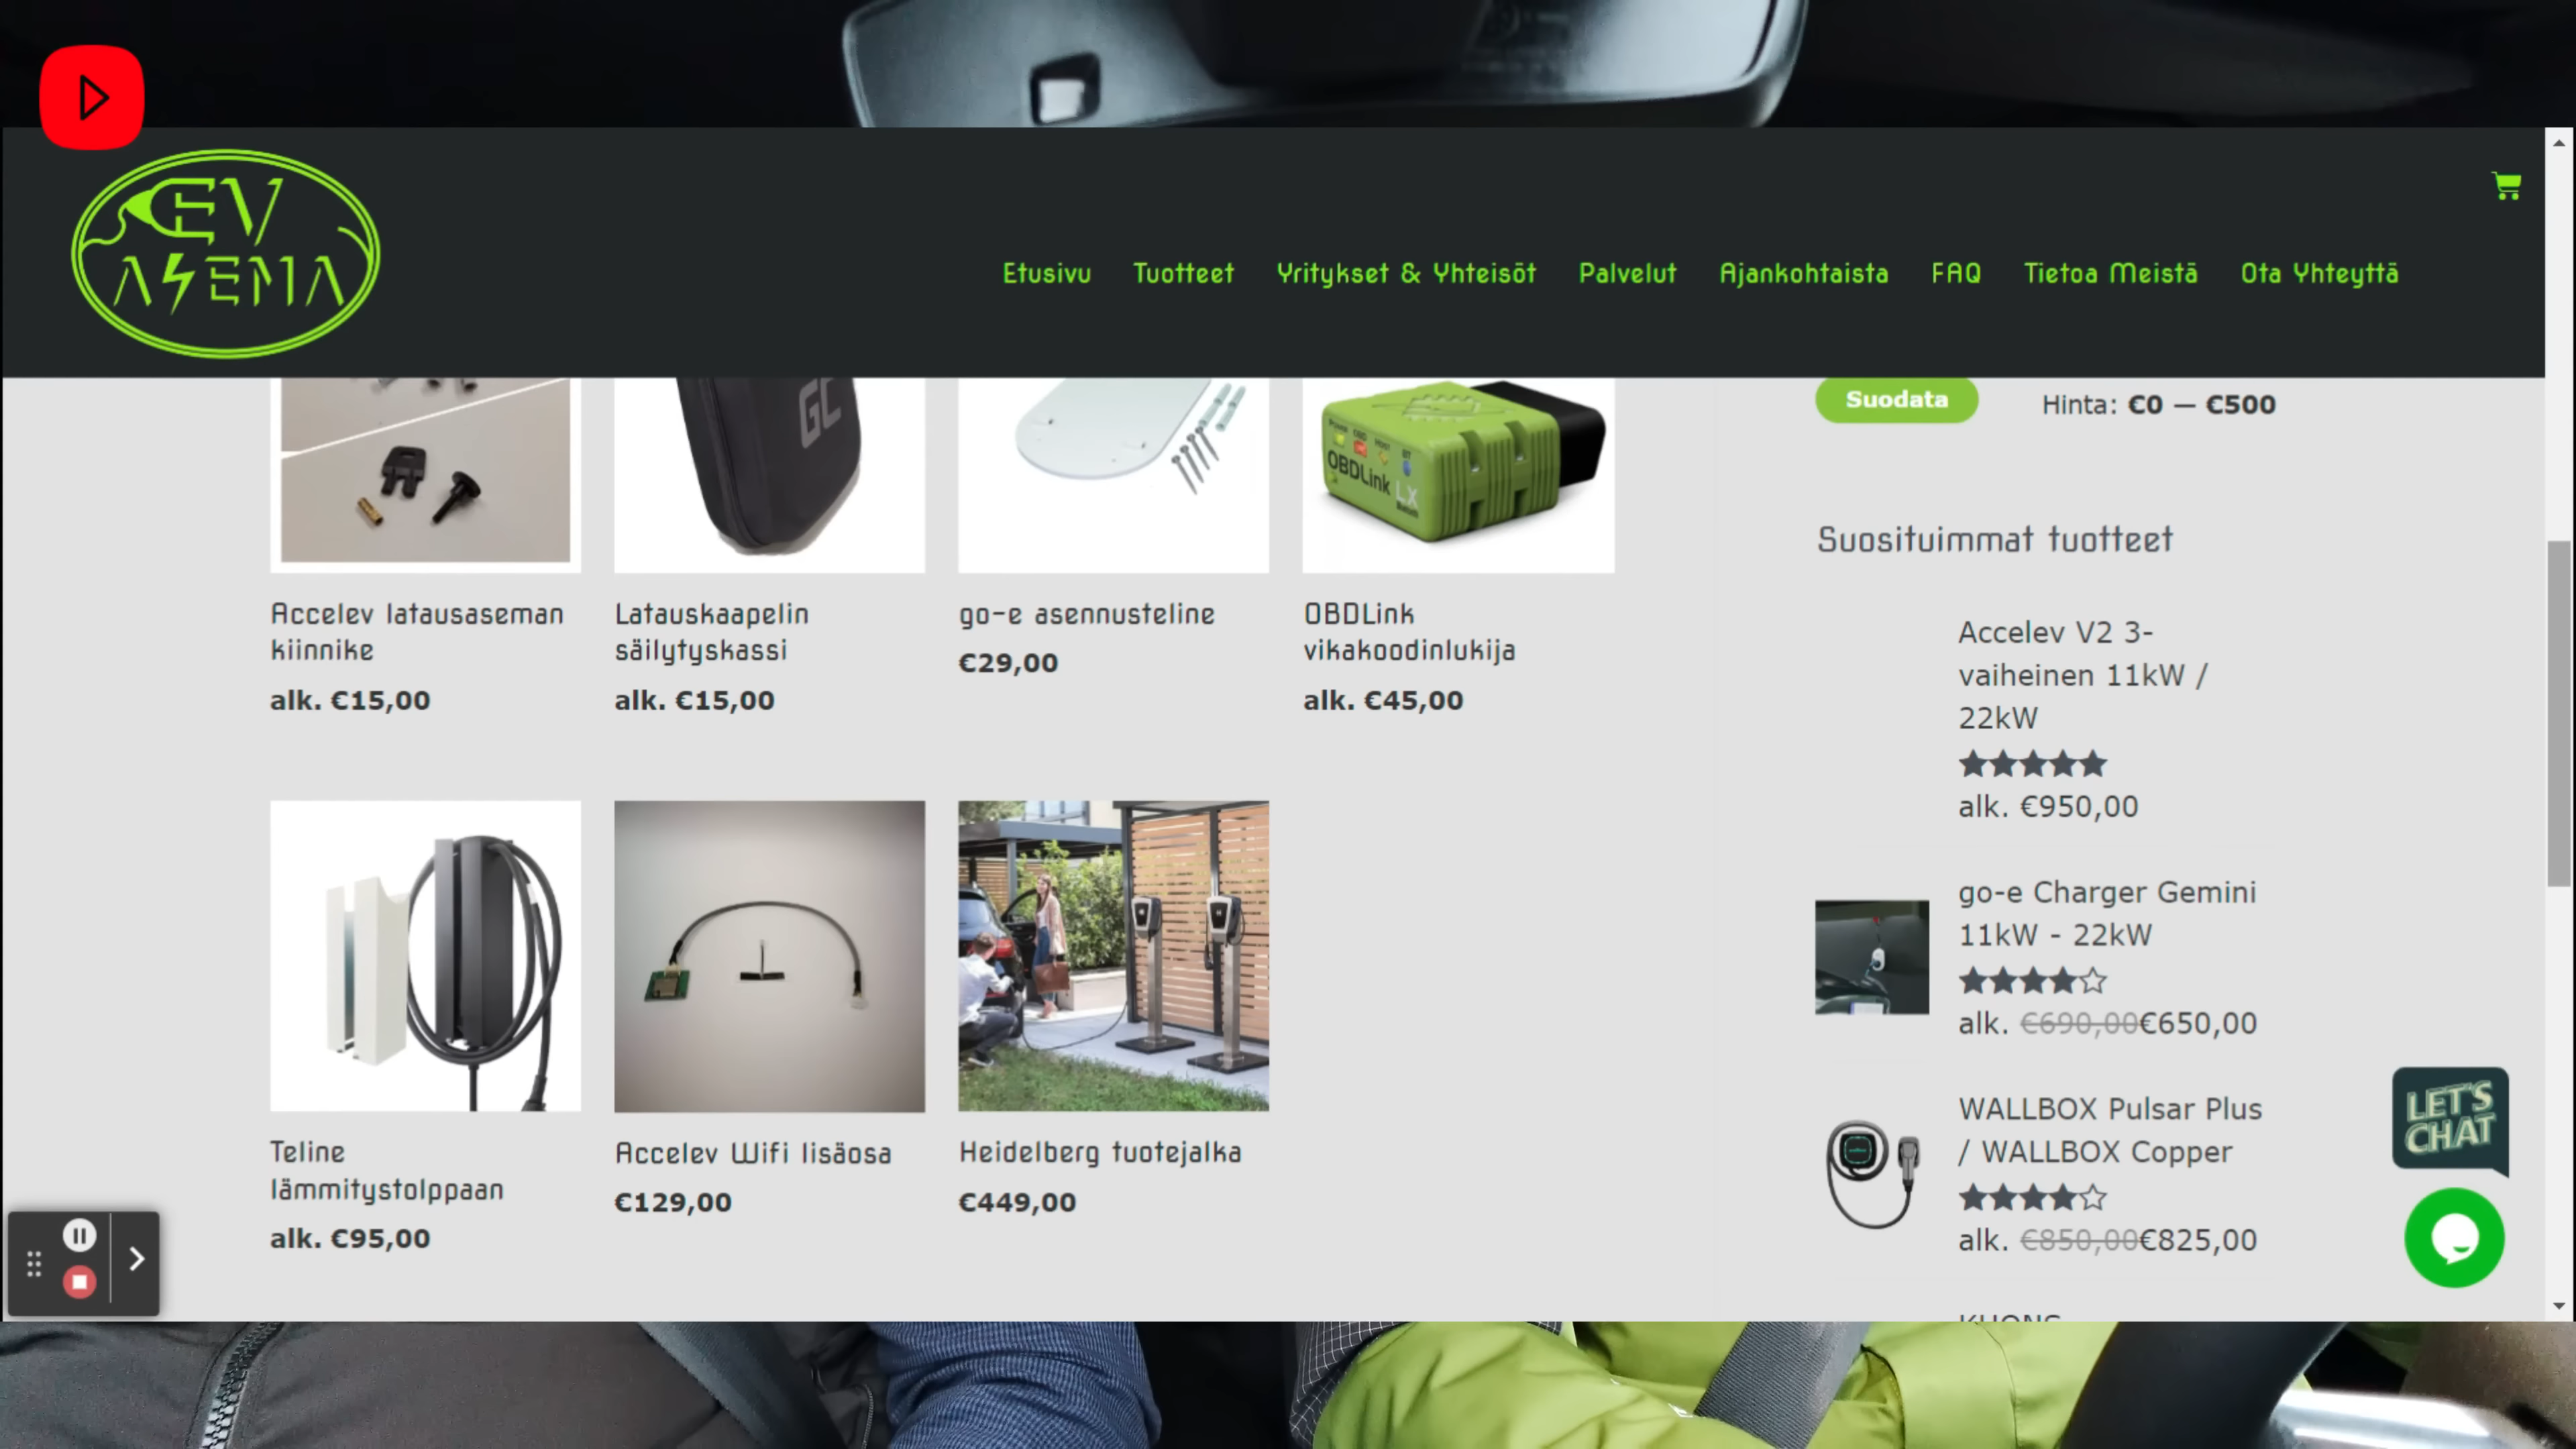 EV
ASEMA
Etusivu Tuotteet Yritykset & Yhteisöt Palvelut Ajankohtaista FAQ Tietoa Meistä Ota Yhteyttä
GC
OBDLink LX
Suodata
Hinta: €0 — €500
Accelev latausaseman
kiinnike
alk. €15,00
Latauskaapelin
säilytyskassi
alk. €15,00
go-e asennusteline
€29,00
OBDLink
vikakoodinlukija
alk. €45,00
Teline
lämmitystolppaan
alk. €95,00
Accelev Wifi lisäosa
€129,00
Heidelberg tuotejalka
€449,00
Suosituimmat tuotteet
Accelev V2 3-
vaiheinen 11kW /
22kW
alk. €950,00
go-e Charger Gemini
11kW - 22kW
alk. €690,00€650,00
WALLBOX Pulsar Plus
/ WALLBOX Copper
alk. €850,00€825,00
LET'S
CHAT